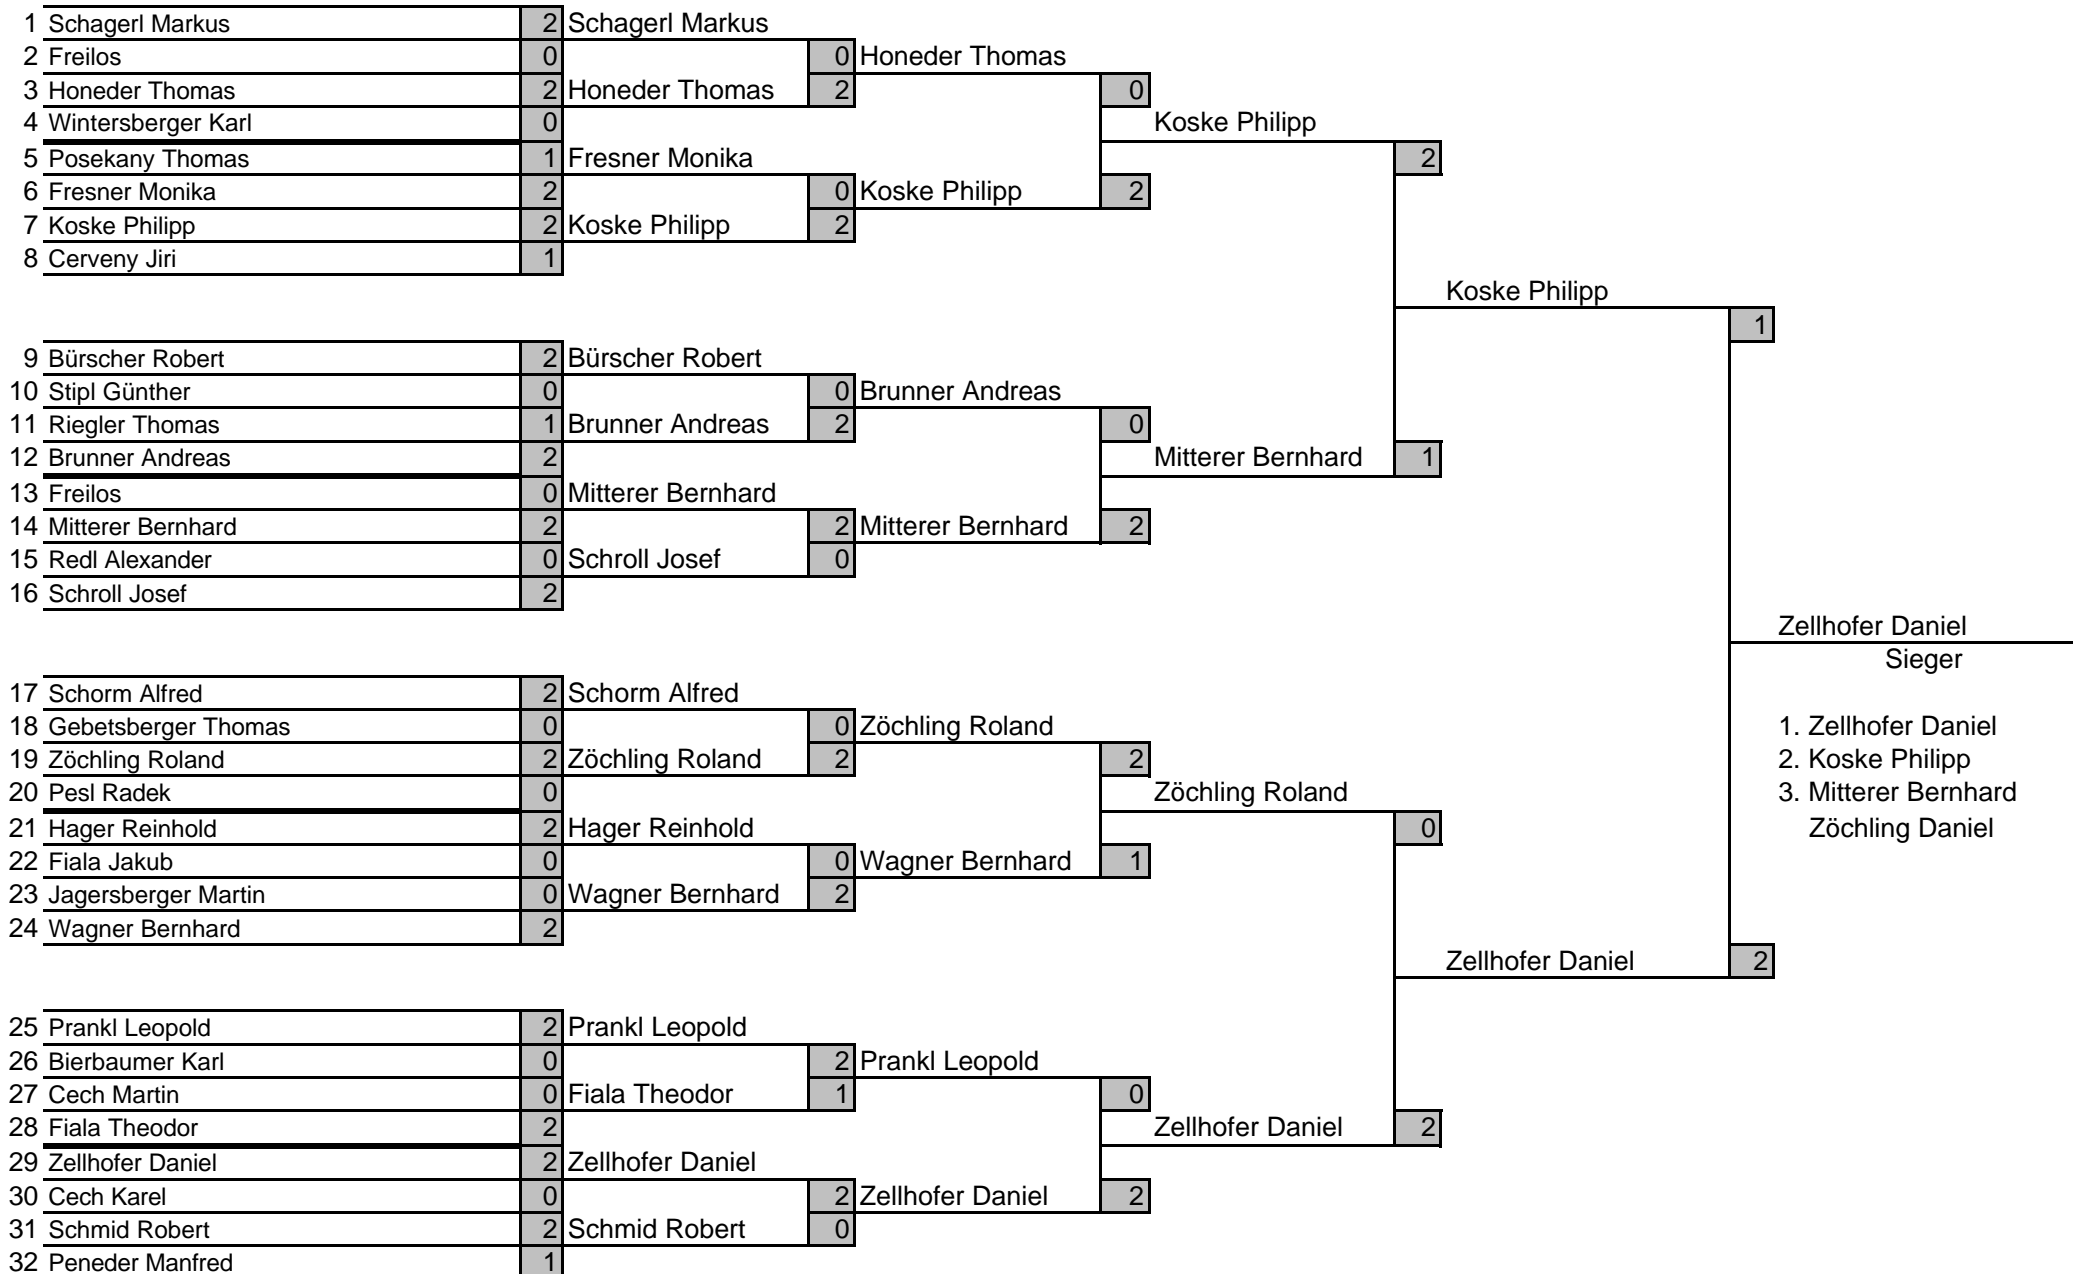 1 Schagerl Markus 2 Schagerl Markus
2 Freilos 0 0 Honeder Thomas
3 Honeder Thomas 2 Honeder Thomas 2 0
4 Wintersberger Karl 0 Koske Philipp
5 Posekany Thomas 1 Fresner Monika 2
6 Fresner Monika 2 0 Koske Philipp 2
7 Koske Philipp 2 Koske Philipp 2
8 Cerveny Jiri 1
Koske Philipp
1
9 Bürscher Robert 2 Bürscher Robert
10 Stipl Günther 0 0 Brunner Andreas
11 Riegler Thomas 1 Brunner Andreas 2 0
12 Brunner Andreas 2 Mitterer Bernhard 1
13 Freilos 0 Mitterer Bernhard
14 Mitterer Bernhard 2 2 Mitterer Bernhard 2
15 Redl Alexander 0 Schroll Josef 0
16 Schroll Josef 2
Zellhofer Daniel
Sieger
17 Schorm Alfred 2 Schorm Alfred
18 Gebetsberger Thomas 0 0 Zöchling Roland 1. Zellhofer Daniel
19 Zöchling Roland 2 Zöchling Roland 2 2 2. Koske Philipp
20 Pesl Radek 0 Zöchling Roland 3. Mitterer Bernhard
21 Hager Reinhold 2 Hager Reinhold 0 Zöchling Daniel
22 Fiala Jakub 0 0 Wagner Bernhard 1
23 Jagersberger Martin 0 Wagner Bernhard 2
24 Wagner Bernhard 2
Zellhofer Daniel 2
25 Prankl Leopold 2 Prankl Leopold
26 Bierbaumer Karl 0 2 Prankl Leopold
27 Cech Martin 0 Fiala Theodor 1 0
28 Fiala Theodor 2 Zellhofer Daniel 2
29 Zellhofer Daniel 2 Zellhofer Daniel
30 Cech Karel 0 2 Zellhofer Daniel 2
31 Schmid Robert 2 Schmid Robert 0
32 Peneder Manfred 1